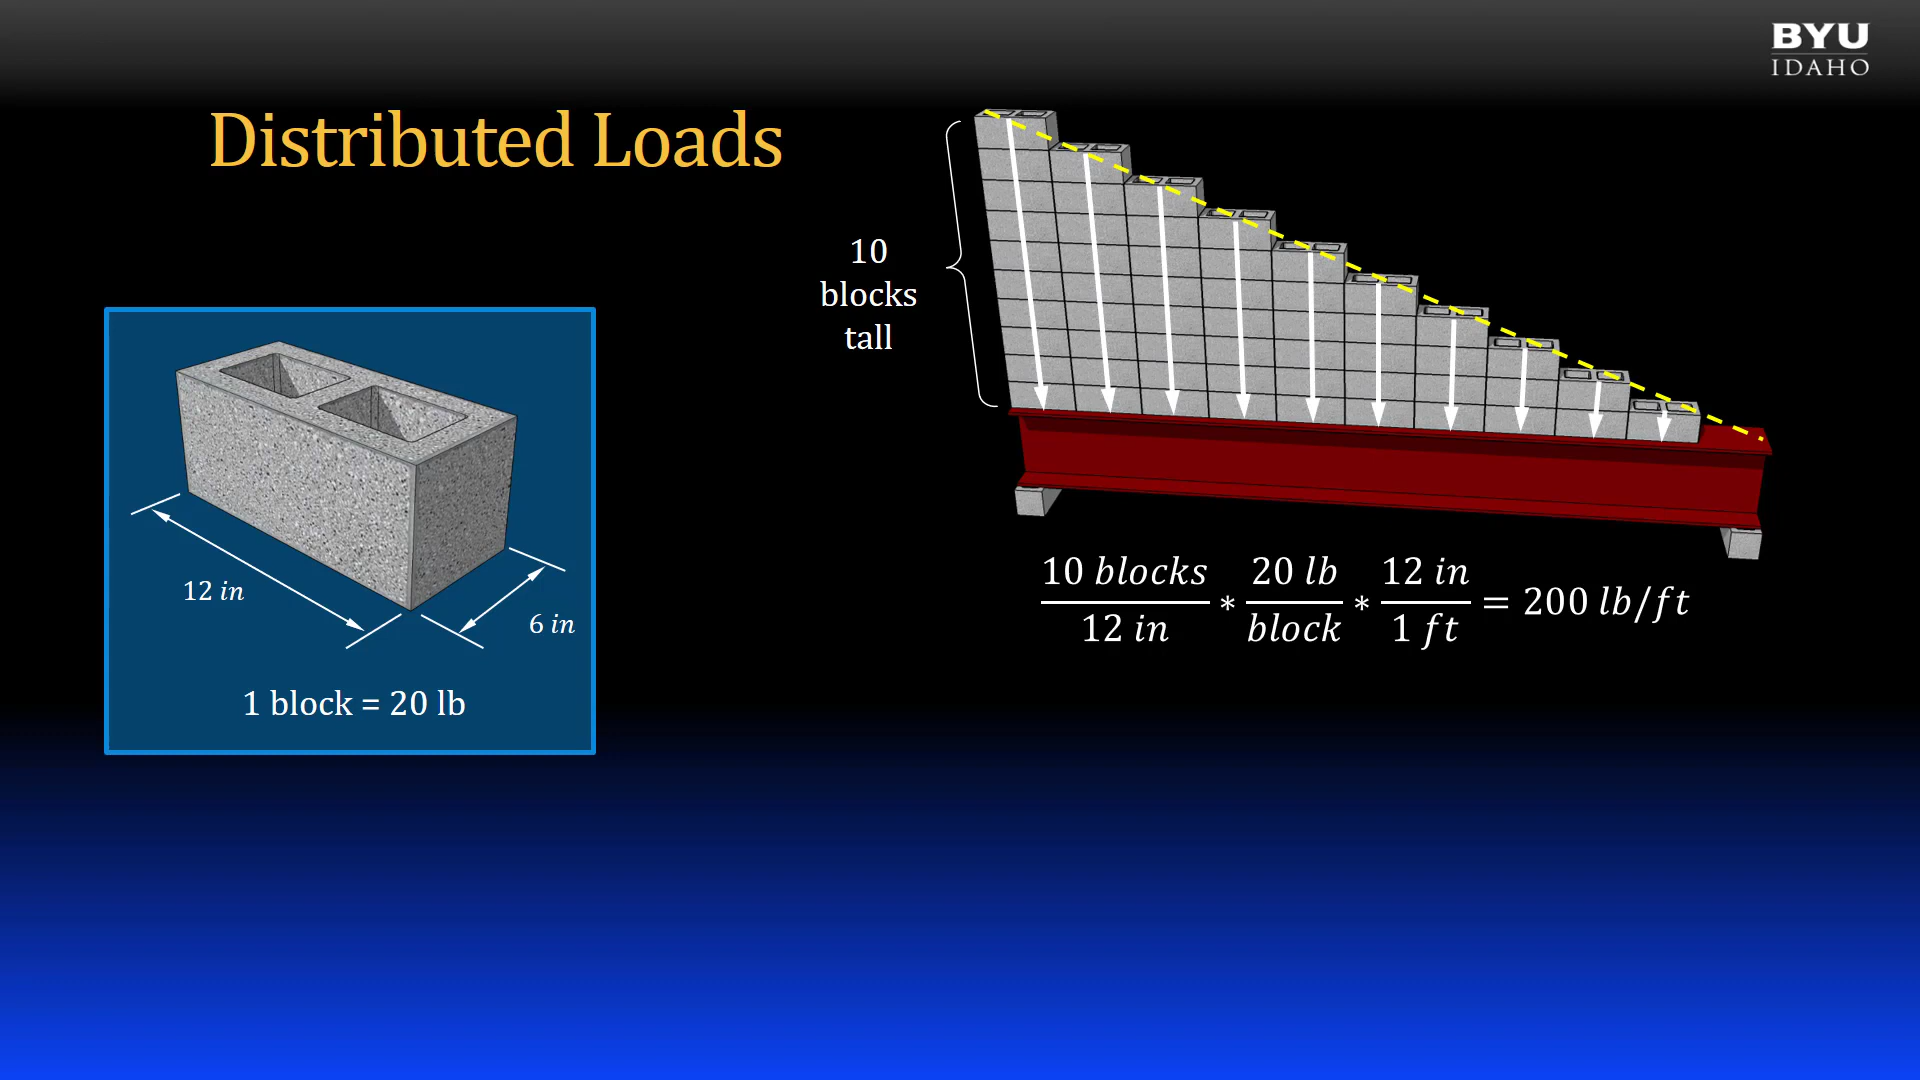 BYU
IDAHO
Distributed Loads
10
blocks
tall
12 in
6 in
1 block = 20 lb
10 blocks / 12 in * 20 lb / block * 12 in / 1 ft = 200 lb/ft